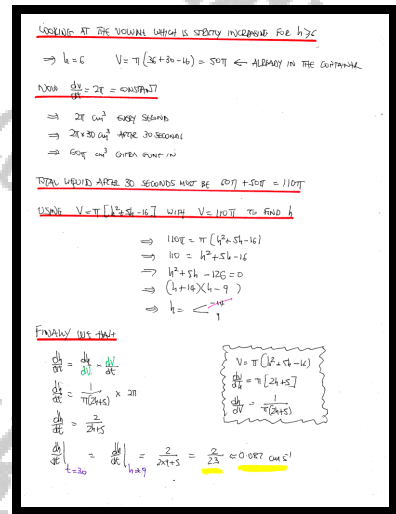 LOOKING AT THE VOLUME WHICH IS STRICTLY INCREASING FOR h≥6
⇒ h=6 V= π(36+30-16) = 50π ← ALREADY IN THE CONTAINER
NOW dv/dt = 2π = CONSTANT
⇒ 2π cm³ EVERY SECOND
⇒ 2π×30 cm³ AFTER 30 SECONDS
⇒ 60π cm³ IN
TOTAL LIQUID AFTER 30 SECONDS MUST BE 60π +50π = 110π
USING V=π[h²+5h-16] WITH V=110π TO FIND h
⇒ 110π = π[h²+5h-16]
⇒ 110 = h²+5h-16
⇒ h²+5h-126=0
⇒ (h+14)(h-9)
⇒ h= < -14
9
FINALLY WE HAVE
dh/dt = dh/dV × dV/dt
dh/dt = 1/π(2h+5) × 2π
dh/dt = 2/2h+5
dh/dt|t=30 = dh/dt|h=9 = 2/2×9+5 = 2/23 ≈ 0.087 cm s⁻¹
V= π(h²+5h-16)
dV/dh = π[2h+5]
dh/dV = 1/π(2h+5)